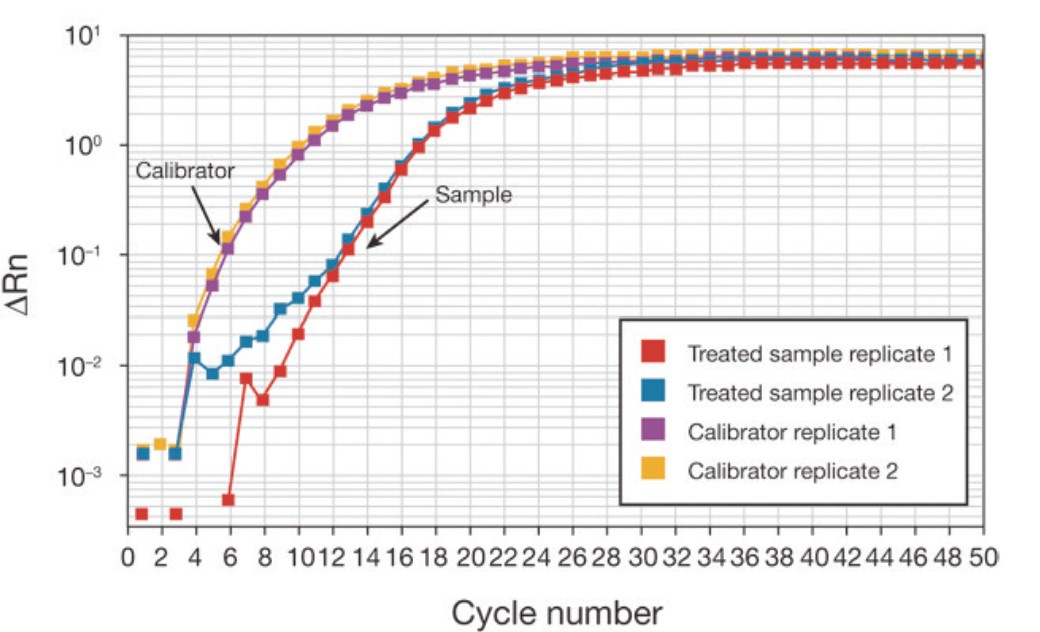 10¹
10⁰
10⁻¹
10⁻²
10⁻³
ΔRn
Calibrator
Sample
Treated sample replicate 1
Treated sample replicate 2
Calibrator replicate 1
Calibrator replicate 2
0 2 4 6 8 10 12 14 16 18 20 22 24 26 28 30 32 34 36 38 40 42 44 46 48 50
Cycle number